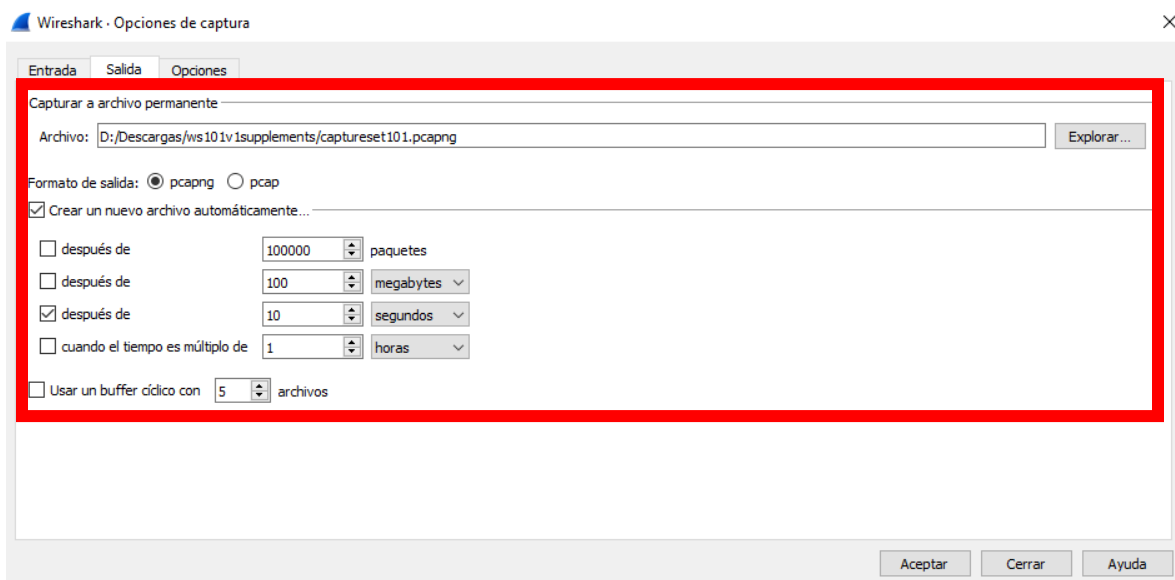 Wireshark · Opciones de captura
Entrada Salida Opciones
Capturar a archivo permanente
Archivo: D:/Descargas/ws101v1supplements/captureset101.pcapng Explorar...
Formato de salida: pcapng pcap
Crear un nuevo archivo automáticamente...
después de 100000 paquetes
después de 100 megabytes
después de 10 segundos
cuando el tiempo es múltiplo de 1 horas
Usar un buffer cíclico con 5 archivos
Aceptar Cerrar Ayuda